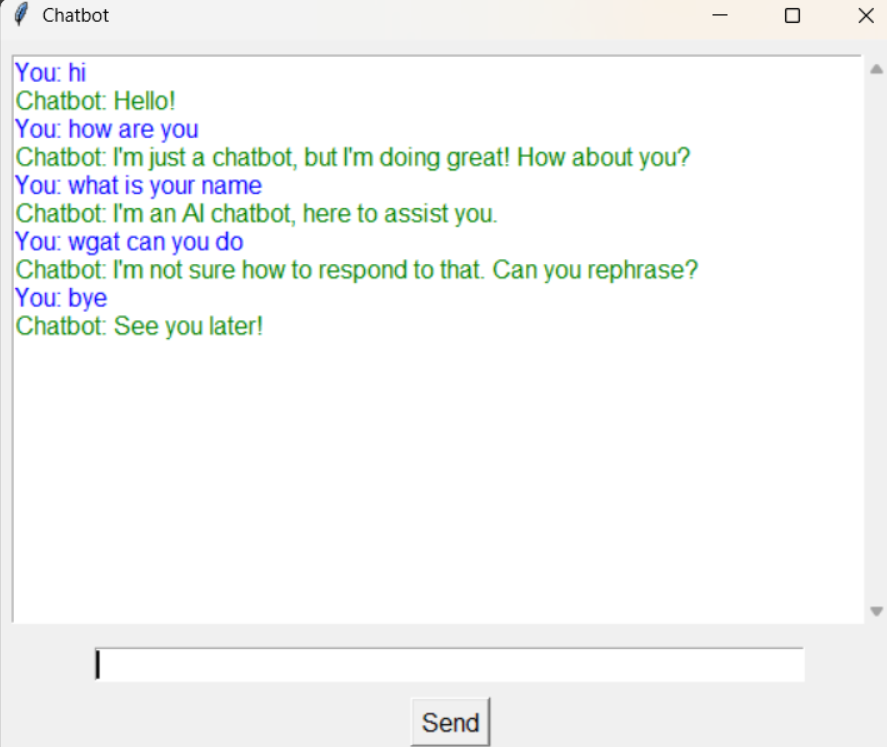 Chatbot
You: hi
Chatbot: Hello!
You: how are you
Chatbot: I'm just a chatbot, but I'm doing great! How about you?
You: what is your name
Chatbot: I'm an AI chatbot, here to assist you.
You: wgat can you do
Chatbot: I'm not sure how to respond to that. Can you rephrase?
You: bye
Chatbot: See you later!
Send